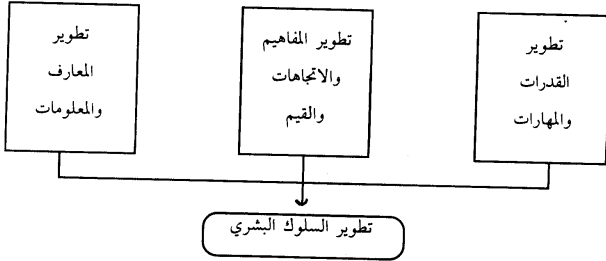 تطوير
القدرات
والمهارات
تطوير المفاهيم
والاتجاهات
والقيم
تطوير
المعارف
والمعلومات
تطوير السلوك البشري